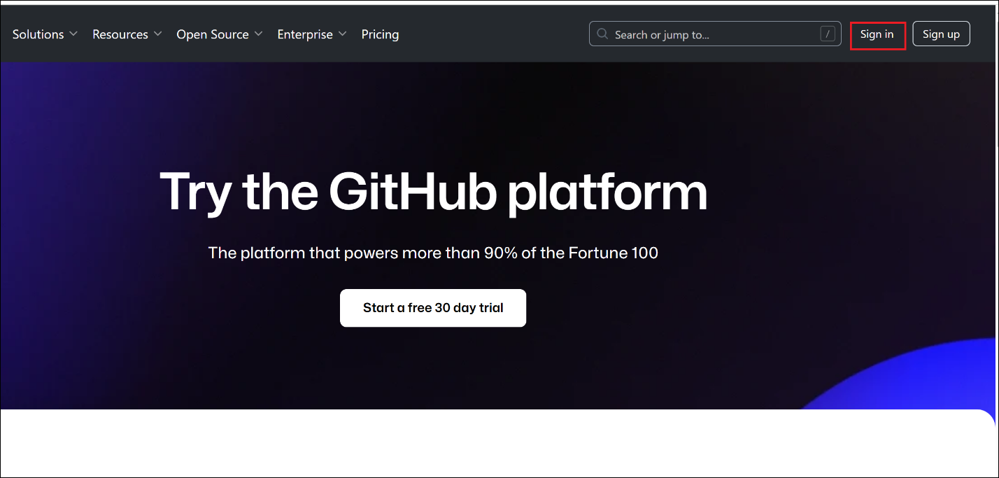 Solutions Resources Open Source Enterprise Pricing Search or jump to... / Sign in Sign up
Try the GitHub platform
The platform that powers more than 90% of the Fortune 100
Start a free 30 day trial